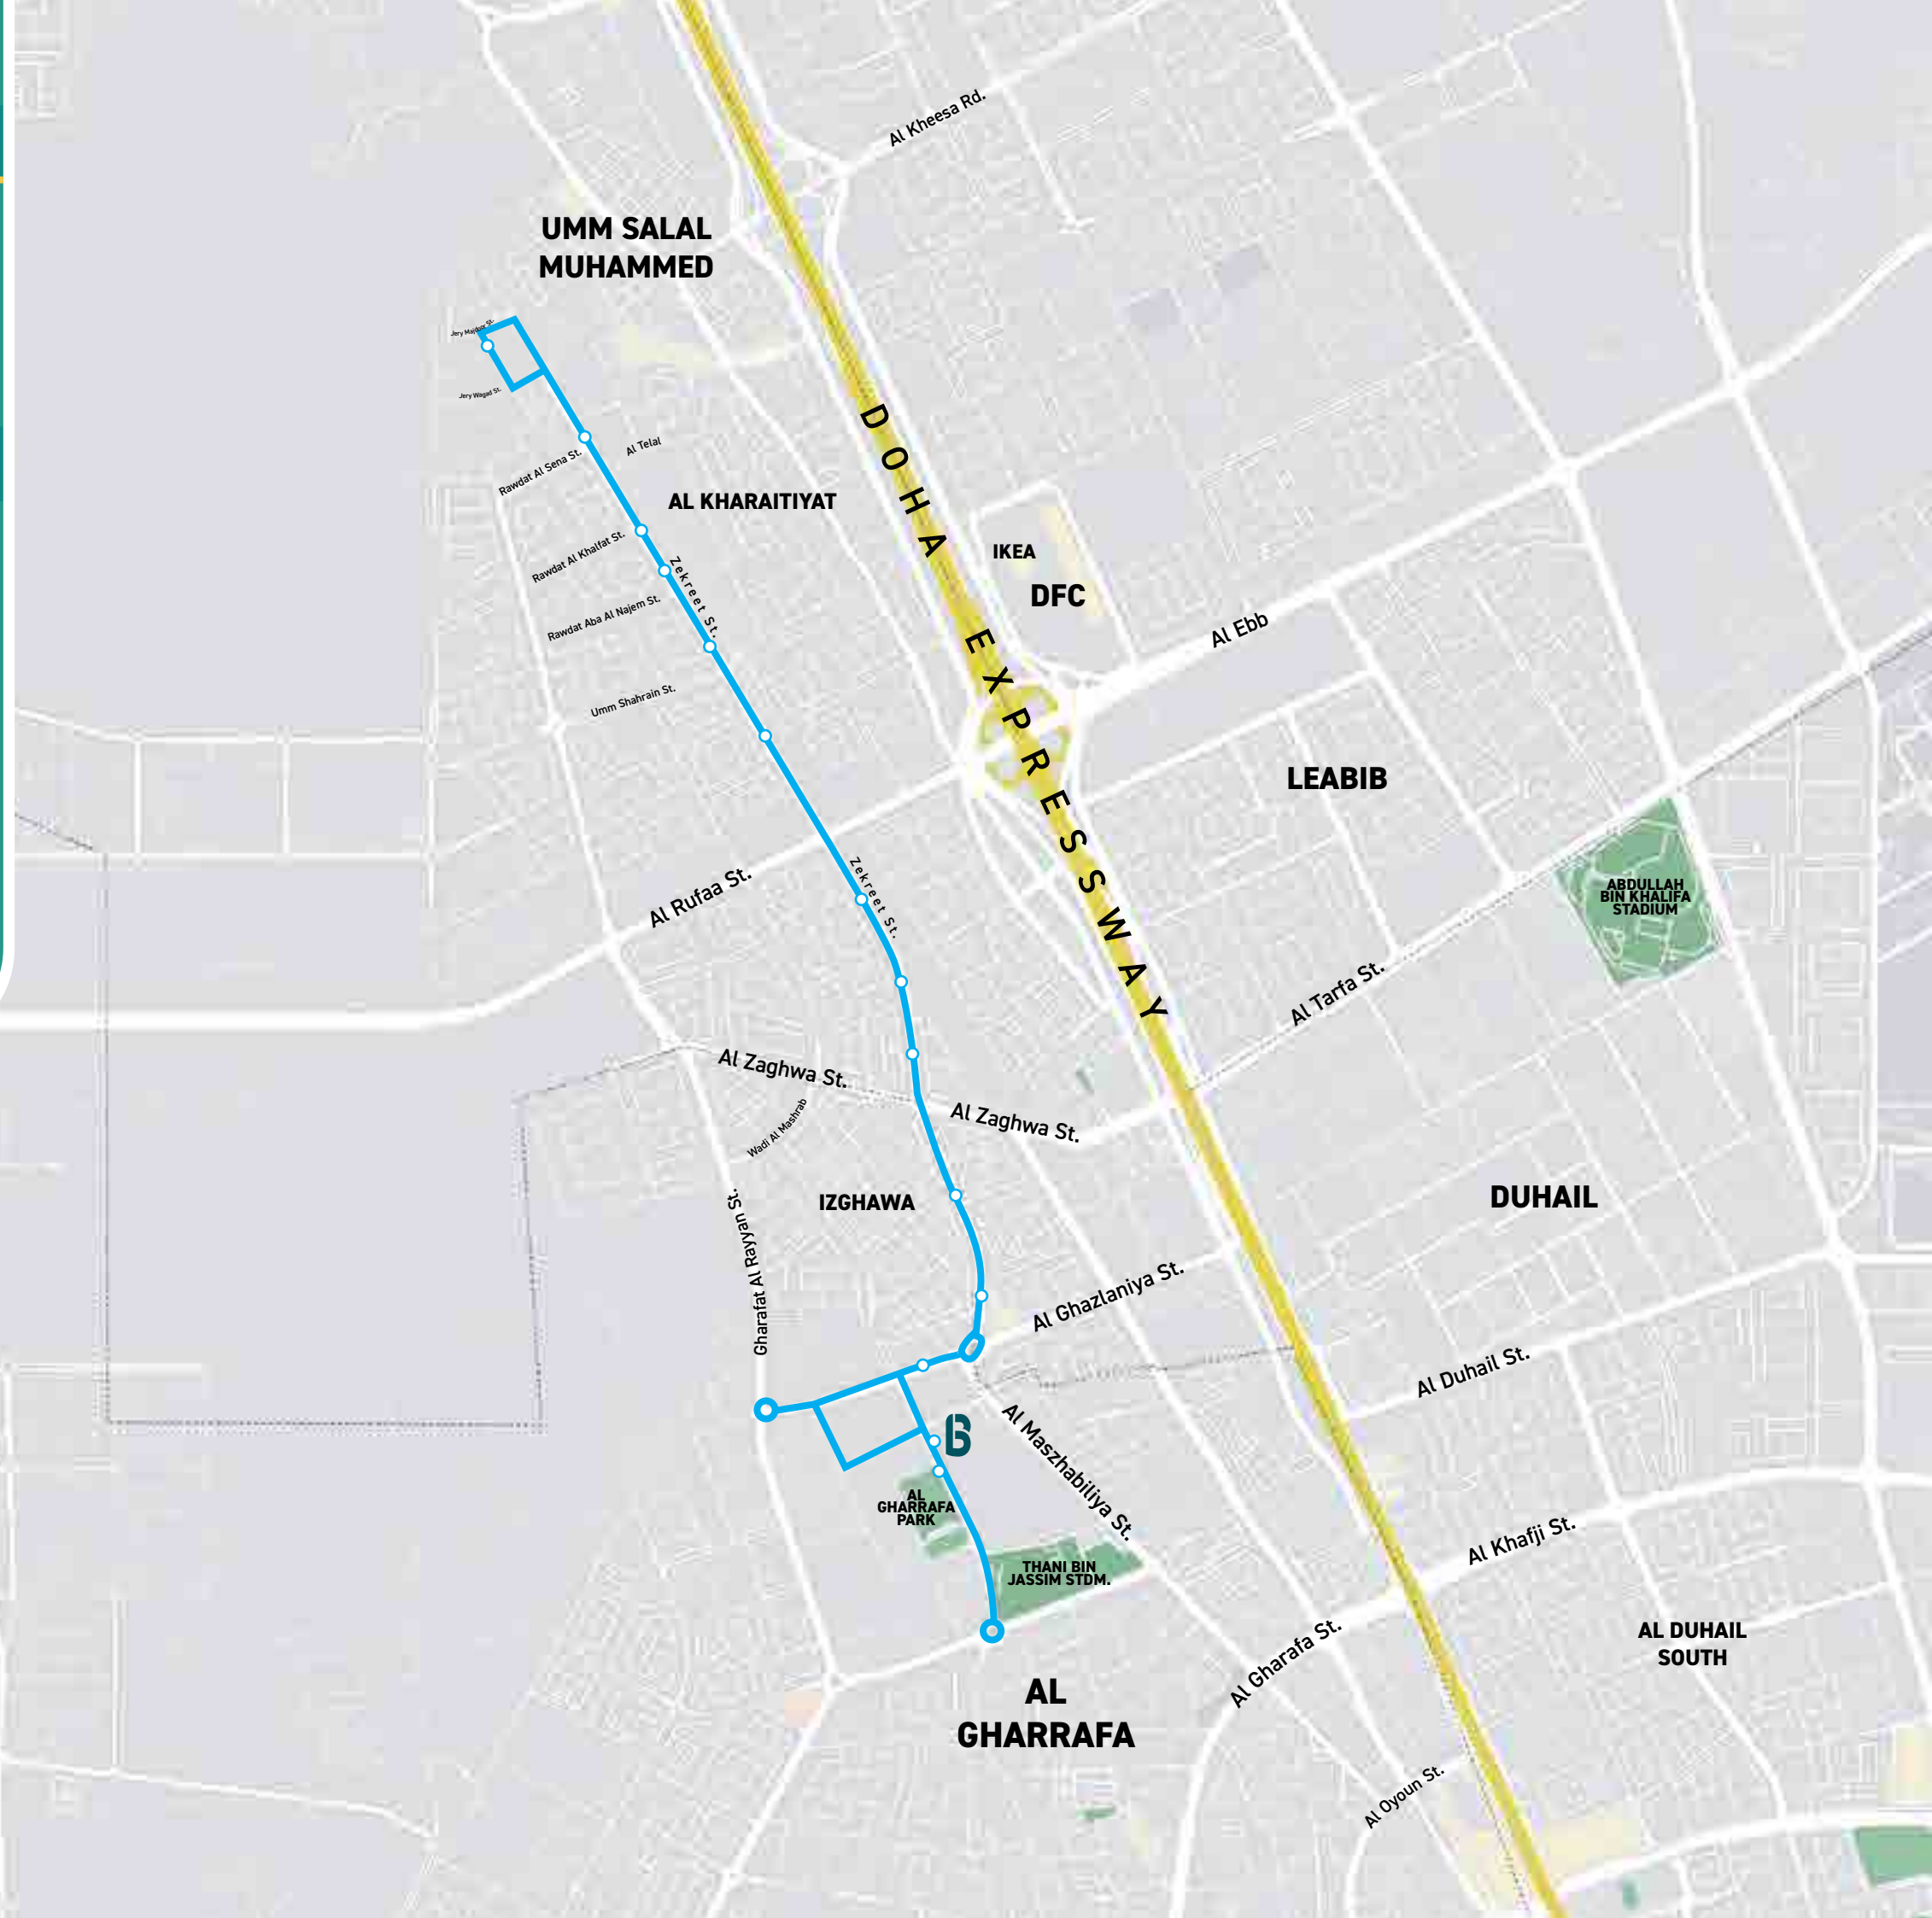 Al Kheesa Rd.
UMM SALAL
MUHAMMED
Jery Majdoor St.
Jery Wagad St.
Al Telal
Rawdat Al Sena St.
AL KHARAITIYAT
DOHA EXPRESSWAY
Rawdat Al Khalfat St.
Zekreet St.
IKEA
DFC
Rawdat Aba Al Najem St.
Al Ebb
Umm Shahrain St.
LEABIB
Al Rufaa St.
Zekreet St.
ABDULLAH
BIN KHALIFA
STADIUM
Al Tarfa St.
Al Zaghwa St.
Al Zaghwa St.
Wadi Al Mashrab
IZGHAWA
DUHAIL
Gharafat Al Rayyan St.
Al Ghazlaniya St.
Al Duhail St.
B
Al Maszhabiliya St.
AL
GHARRAFA
PARK
Al Khafji St.
THANI BIN
JASSIM STDM.
Al Gharafa St.
AL DUHAIL
SOUTH
AL
GHARRAFA
Al Oyoun St.